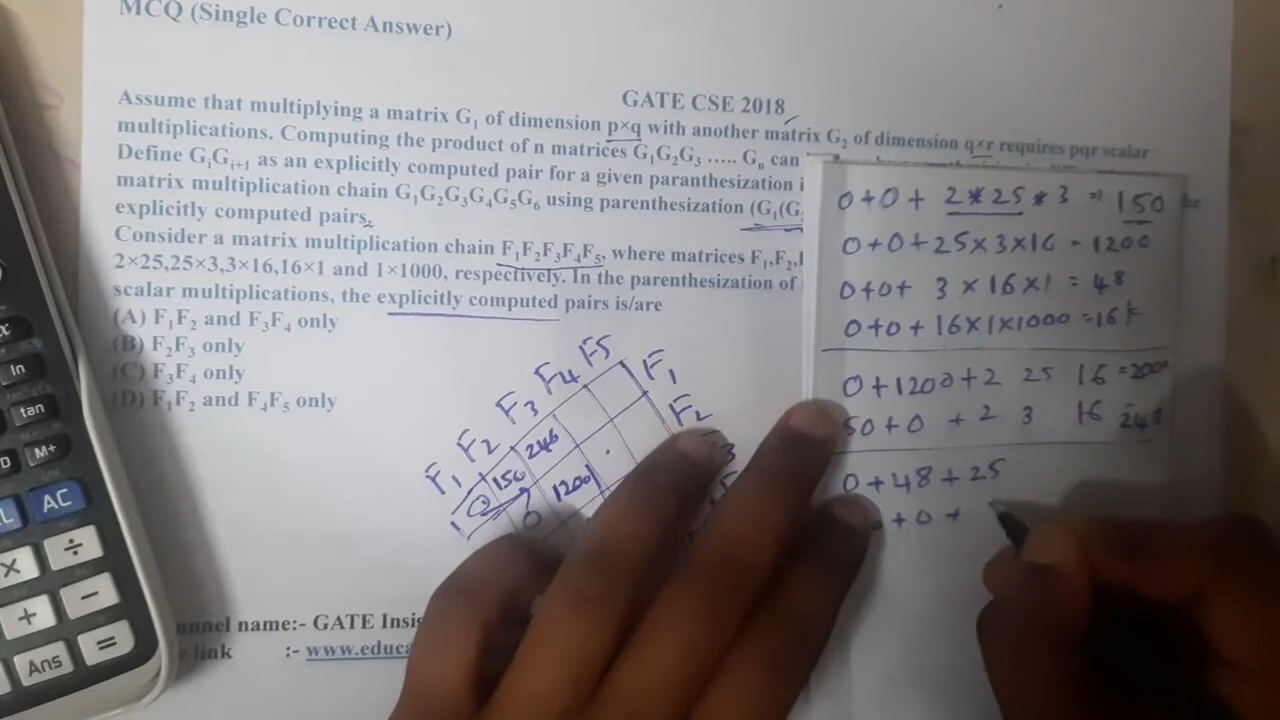 MCQ (Single Correct Answer)
GATE CSE 2018
Assume that multiplying a matrix G1 of dimension p×q with another matrix G2 of dimension q×r requires pqr scalar
multiplications. Computing the product of n matrices G1G2G3 ..... Gn can
Define GiGi+1 as an explicitly computed pair for a given paranthesization
matrix multiplication chain G1G2G3G4G5G6 using parenthesization (G1(G
explicitly computed pairs.
Consider a matrix multiplication chain F1F2F3F4F5, where matrices F1,F2,
2×25,25×3,3×16,16×1 and 1×1000, respectively. In the parenthesization of
scalar multiplications, the explicitly computed pairs is/are
(A) F1F2 and F3F4 only
(B) F2F3 only
(C) F3F4 only
(D) F1F2 and F4F5 only
0+0+ 2*25*3 => 150
0+0+25×3×16 = 1200
0+0+ 3×16×1 = 48
0+0+16×1×1000 =16k
0+1200+2 25 16 =2000
50+0 +2 3 16
0+48+25
+0+
F1 F2 F3 F4 F5
F1
F2
3
150 246
0 1200
x
ln
tan
M+
AC
÷
×
+
−
Ans
=
annel name:- GATE Insi
link :- www.educa